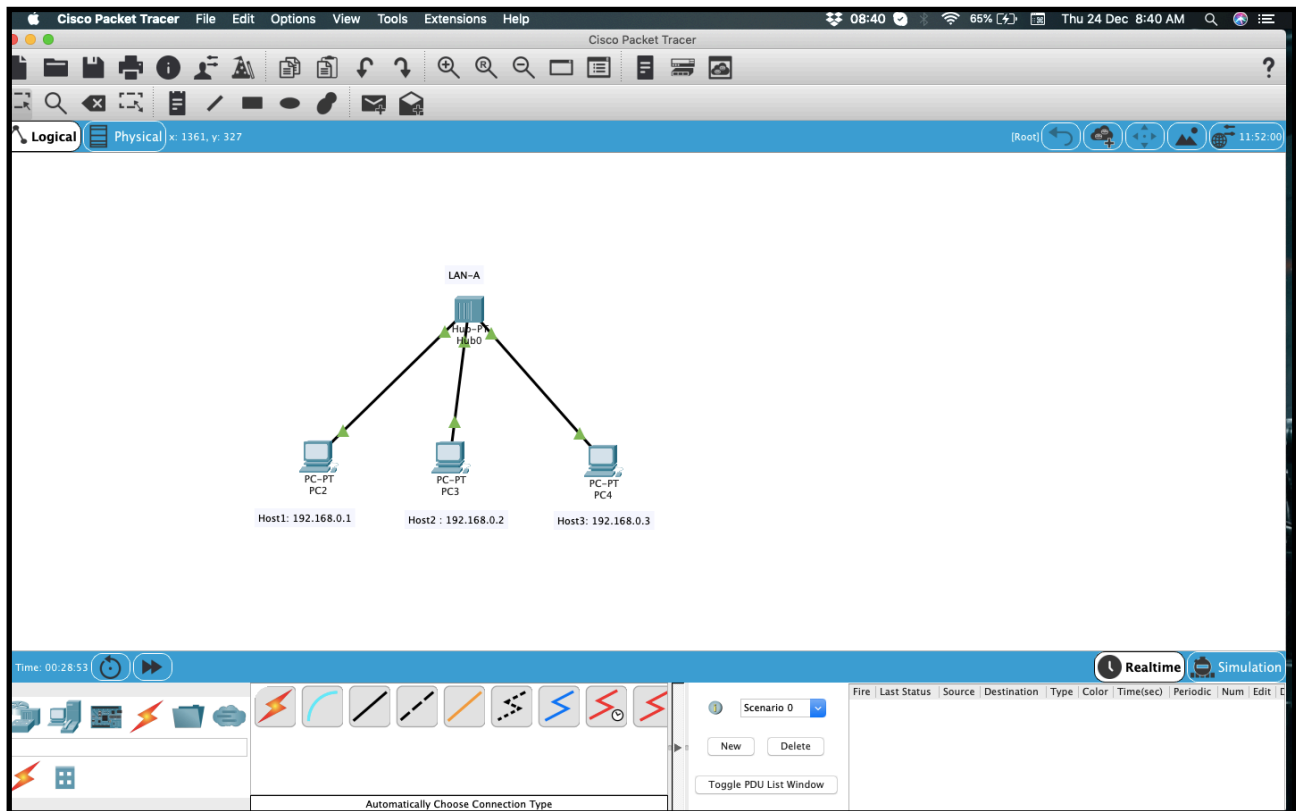 Cisco Packet Tracer File Edit Options View Tools Extensions Help 08:40 65% Thu 24 Dec 8:40 AM
Cisco Packet Tracer
?
Logical Physical x: 1361, y: 327 [Root] 11:52:00
LAN-A
Hub-PT
Hub0
PC-PT
PC2
PC-PT
PC3
PC-PT
PC4
Host1: 192.168.0.1
Host2 : 192.168.0.2
Host3: 192.168.0.3
Time: 00:28:53 Realtime Simulation
Fire Last Status Source Destination Type Color Time(sec) Periodic Num Edit
Scenario 0
New Delete
Toggle PDU List Window
Automatically Choose Connection Type